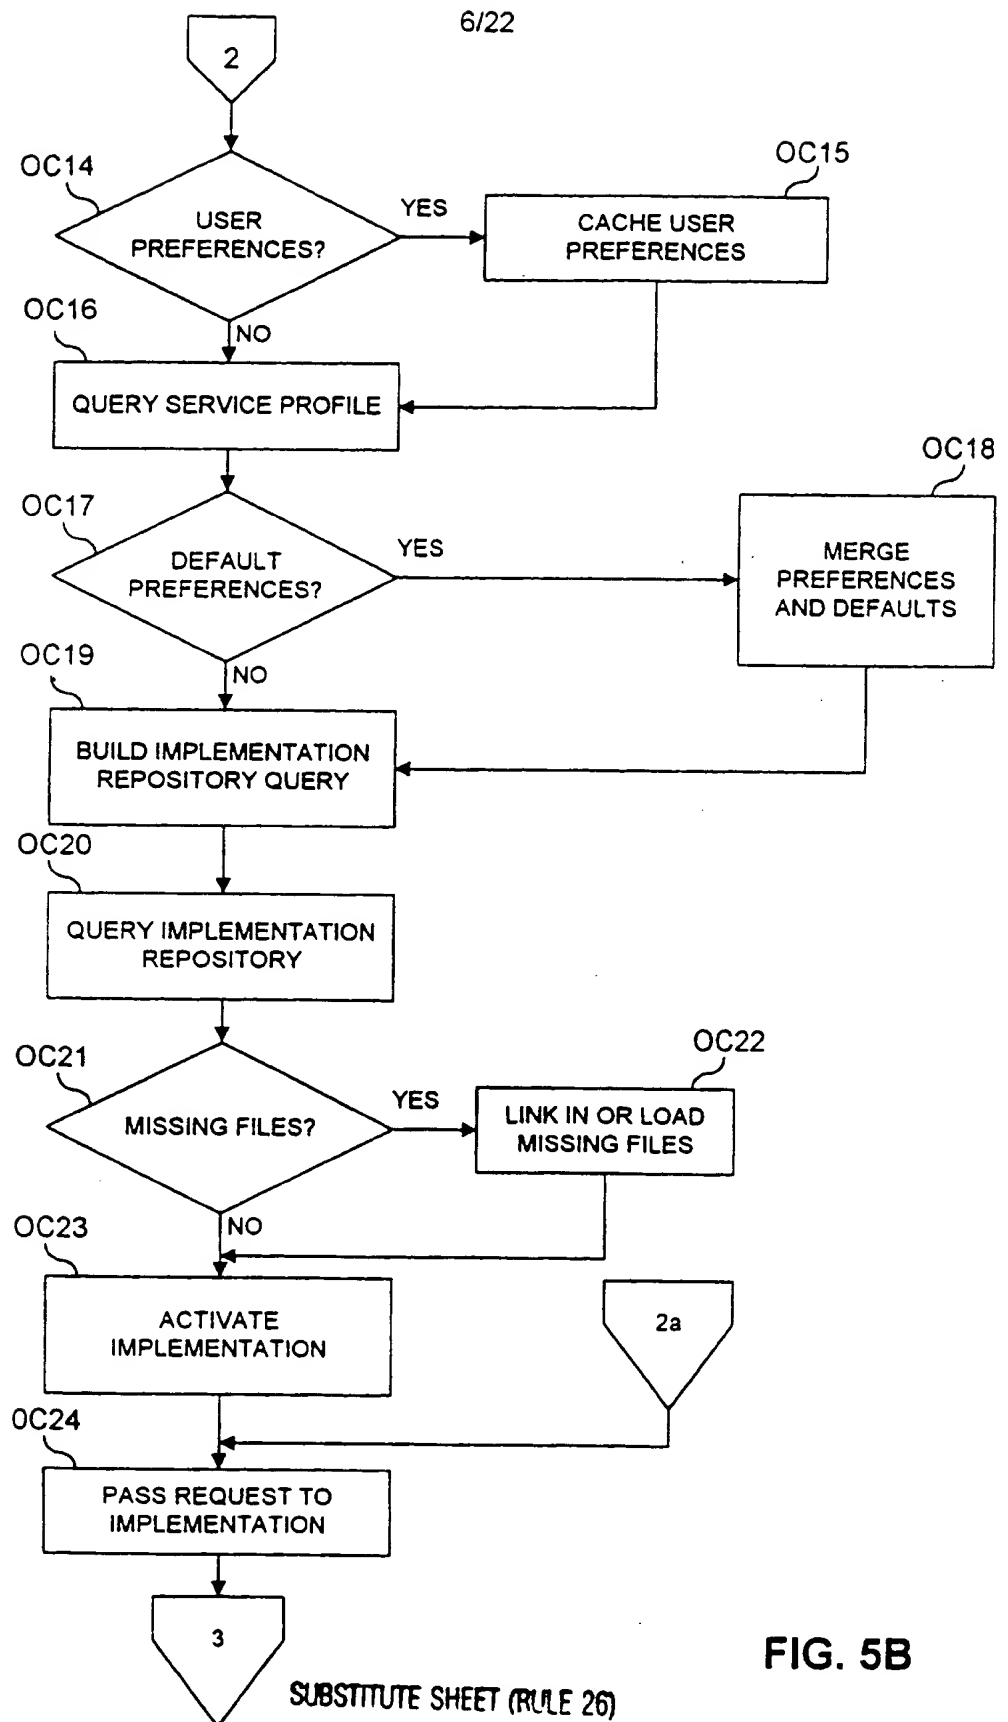 6/22
2
OC14
USER
PREFERENCES?
YES
OC15
CACHE USER
PREFERENCES
NO
OC16
QUERY SERVICE PROFILE
OC17
DEFAULT
PREFERENCES?
YES
OC18
MERGE
PREFERENCES
AND DEFAULTS
NO
OC19
BUILD IMPLEMENTATION
REPOSITORY QUERY
OC20
QUERY IMPLEMENTATION
REPOSITORY
OC21
MISSING FILES?
YES
OC22
LINK IN OR LOAD
MISSING FILES
NO
OC23
ACTIVATE
IMPLEMENTATION
2a
OC24
PASS REQUEST TO
IMPLEMENTATION
3
FIG. 5B
SUBSTITUTE SHEET (RULE 26)